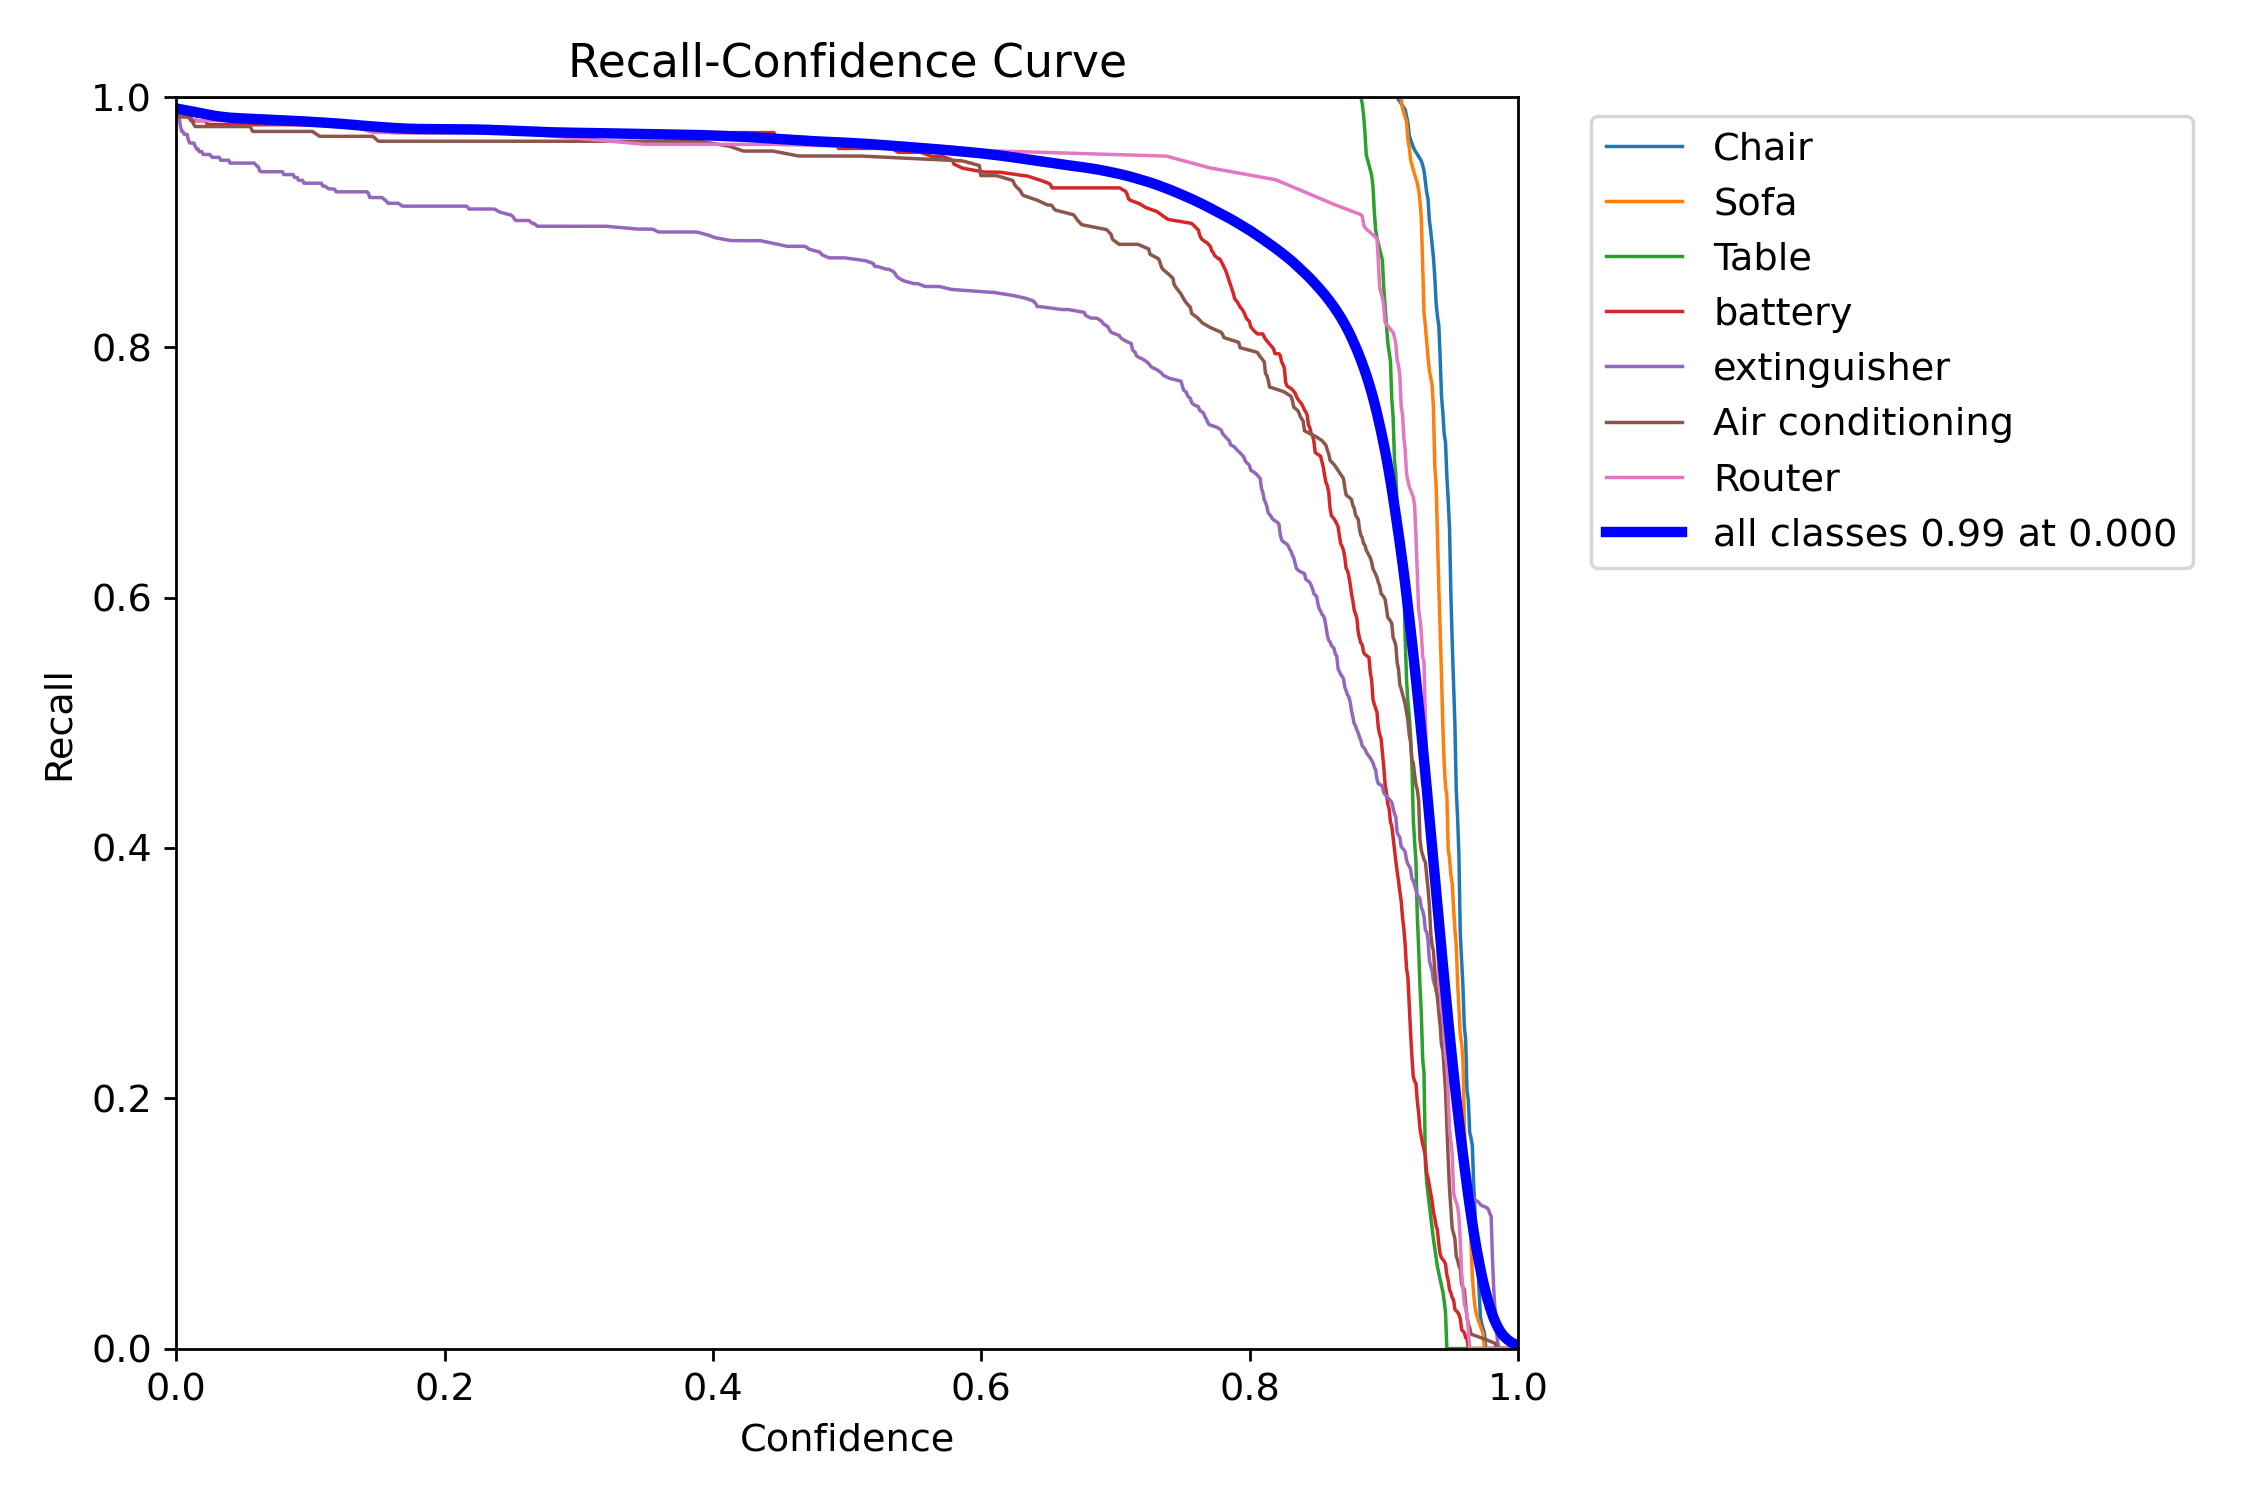 Recall-Confidence Curve
1.0
0.8
0.6
0.4
0.2
0.0
Recall
0.0 0.2 0.4 0.6 0.8 1.0
Confidence
Chair
Sofa
Table
battery
extinguisher
Air conditioning
Router
all classes 0.99 at 0.000